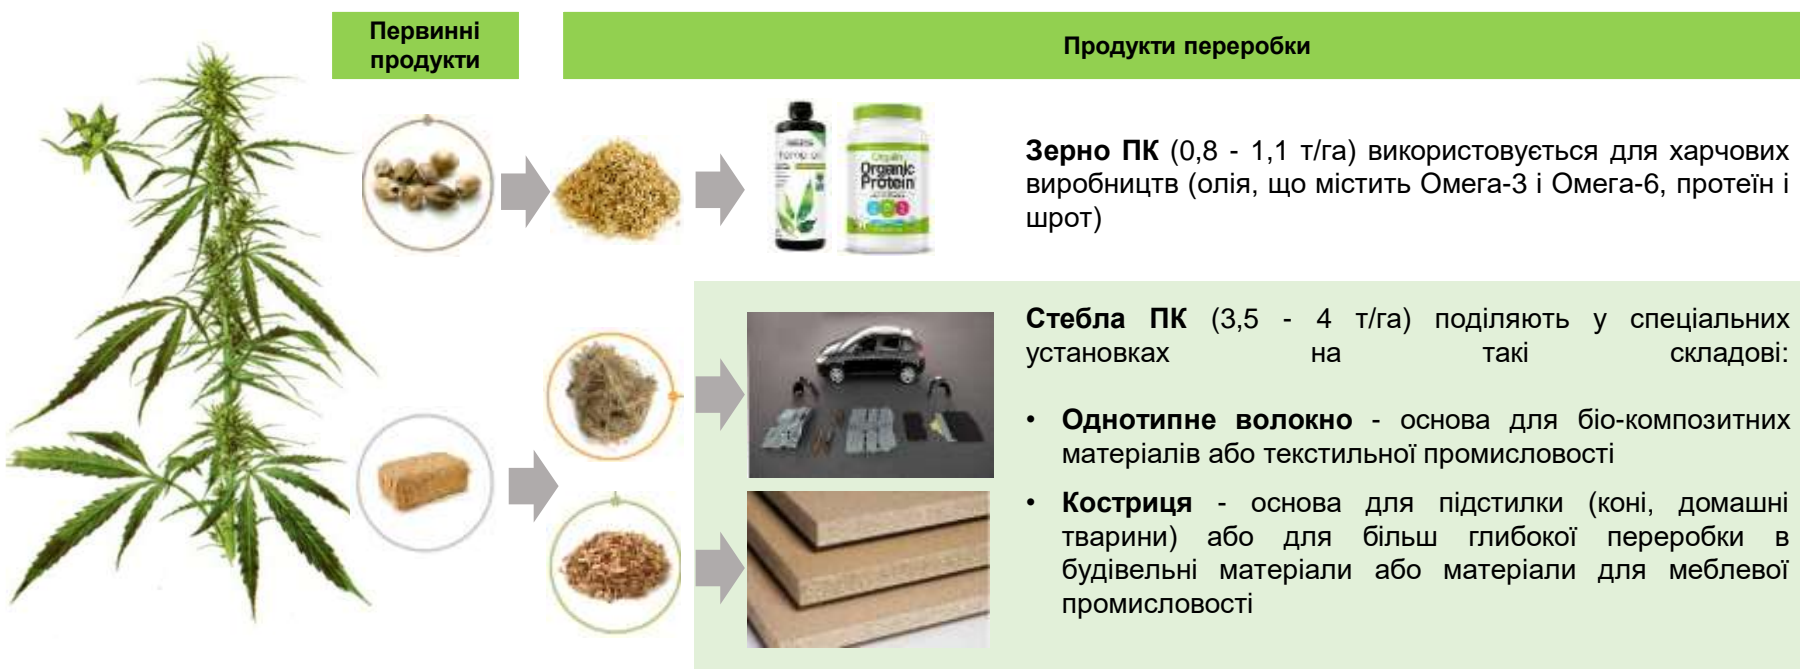 Первинні
продукти
Продукти переробки
Organic
Protein
Зерно ПК (0,8 - 1,1 т/га) використовується для харчових
виробництв (олія, що містить Омега-3 і Омега-6, протеїн і
шрот)
Стебла ПК (3,5 - 4 т/га) поділяють у спеціальних
установках на такі складові:
• Однотипне волокно - основа для біо-композитних
матеріалів або текстильної промисловості
• Костриця - основа для підстилки (коні, домашні
тварини) або для більш глибокої переробки в
будівельні матеріали або матеріали для меблевої
промисловості